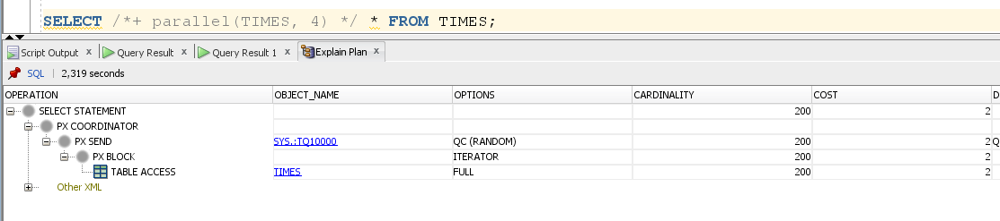 SELECT /*+ parallel(TIMES, 4) */ * FROM TIMES;
Script Output x Query Result x Query Result 1 x Explain Plan x
SQL | 2,319 seconds
OPERATION OBJECT_NAME OPTIONS CARDINALITY COST D
SELECT STATEMENT 200 2
PX COORDINATOR
PX SEND SYS.:TQ10000 QC (RANDOM) 200 2 Q
PX BLOCK ITERATOR 200 2
TABLE ACCESS TIMES FULL 200 2
Other XML